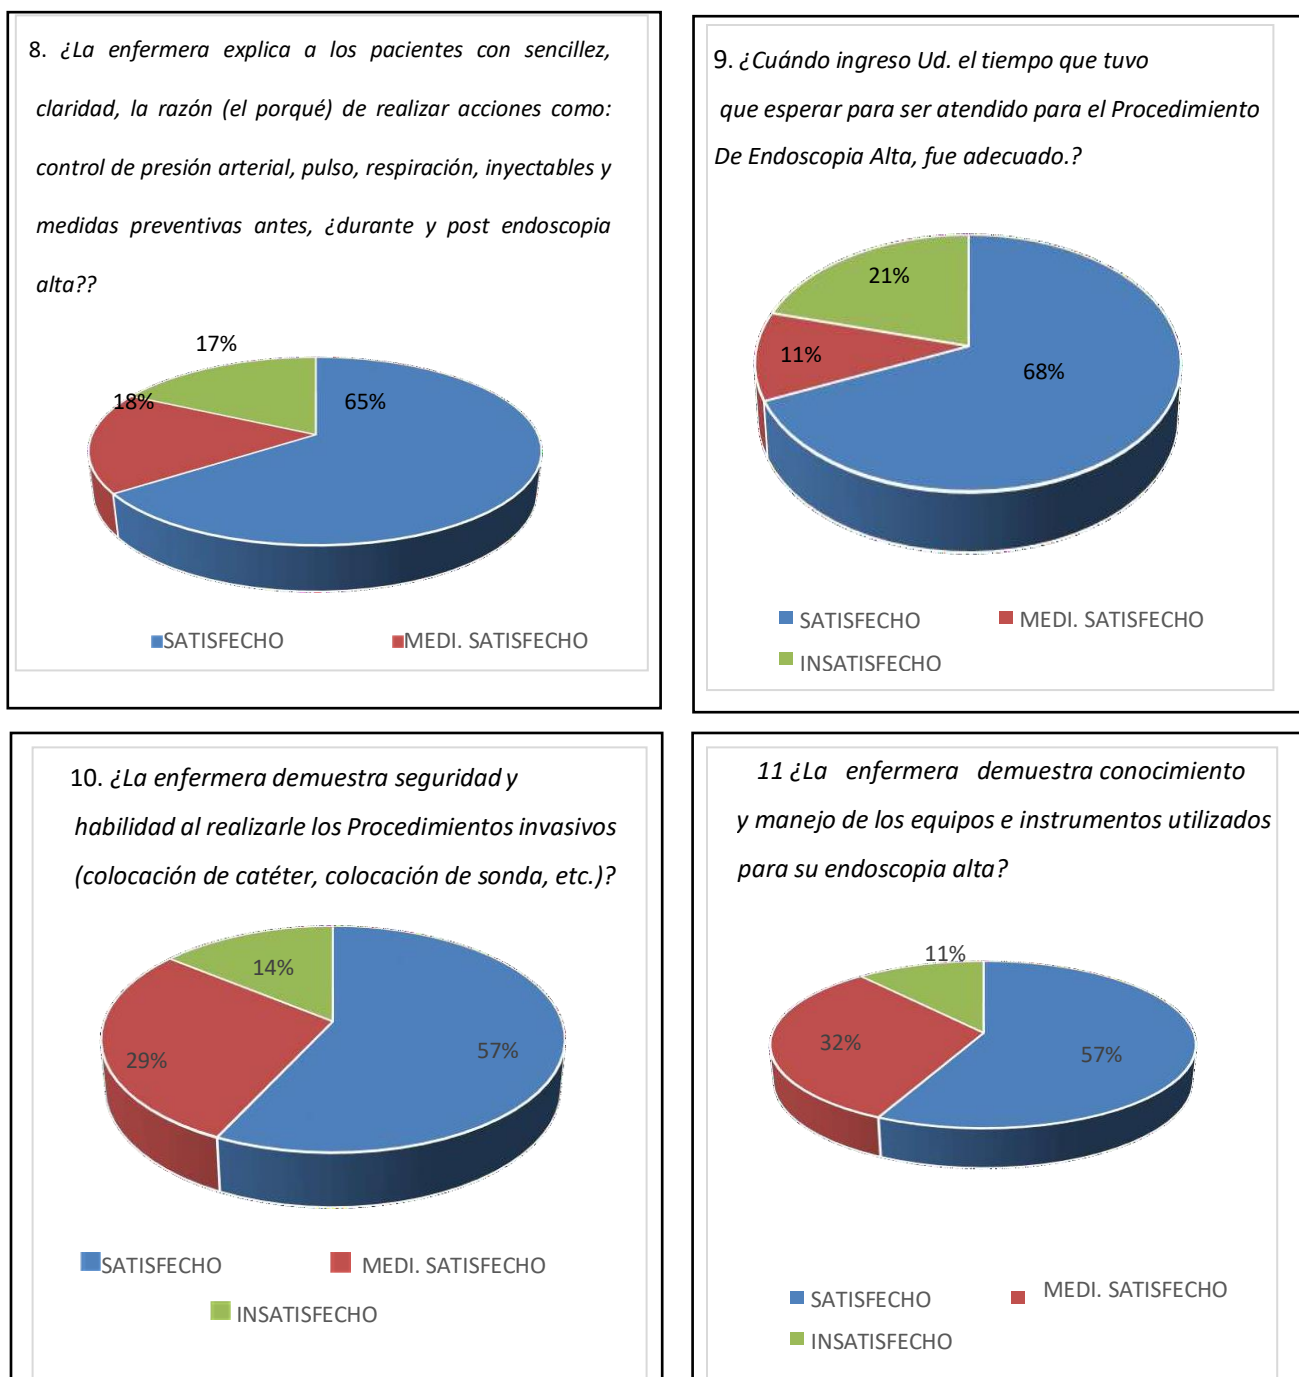 8. ¿La enfermera explica a los pacientes con sencillez,
claridad, la razón (el porqué) de realizar acciones como:
control de presión arterial, pulso, respiración, inyectables y
medidas preventivas antes, ¿durante y post endoscopia
alta??
17%
18%
65%
SATISFECHO
MEDI. SATISFECHO
9. ¿Cuándo ingreso Ud. el tiempo que tuvo
que esperar para ser atendido para el Procedimiento
De Endoscopia Alta, fue adecuado.?
21%
11%
68%
SATISFECHO
MEDI. SATISFECHO
INSATISFECHO
10. ¿La enfermera demuestra seguridad y
habilidad al realizarle los Procedimientos invasivos
(colocación de catéter, colocación de sonda, etc.)?
14%
29%
57%
SATISFECHO
MEDI. SATISFECHO
INSATISFECHO
11 ¿La enfermera demuestra conocimiento
y manejo de los equipos e instrumentos utilizados
para su endoscopia alta?
11%
32%
57%
SATISFECHO
MEDI. SATISFECHO
INSATISFECHO